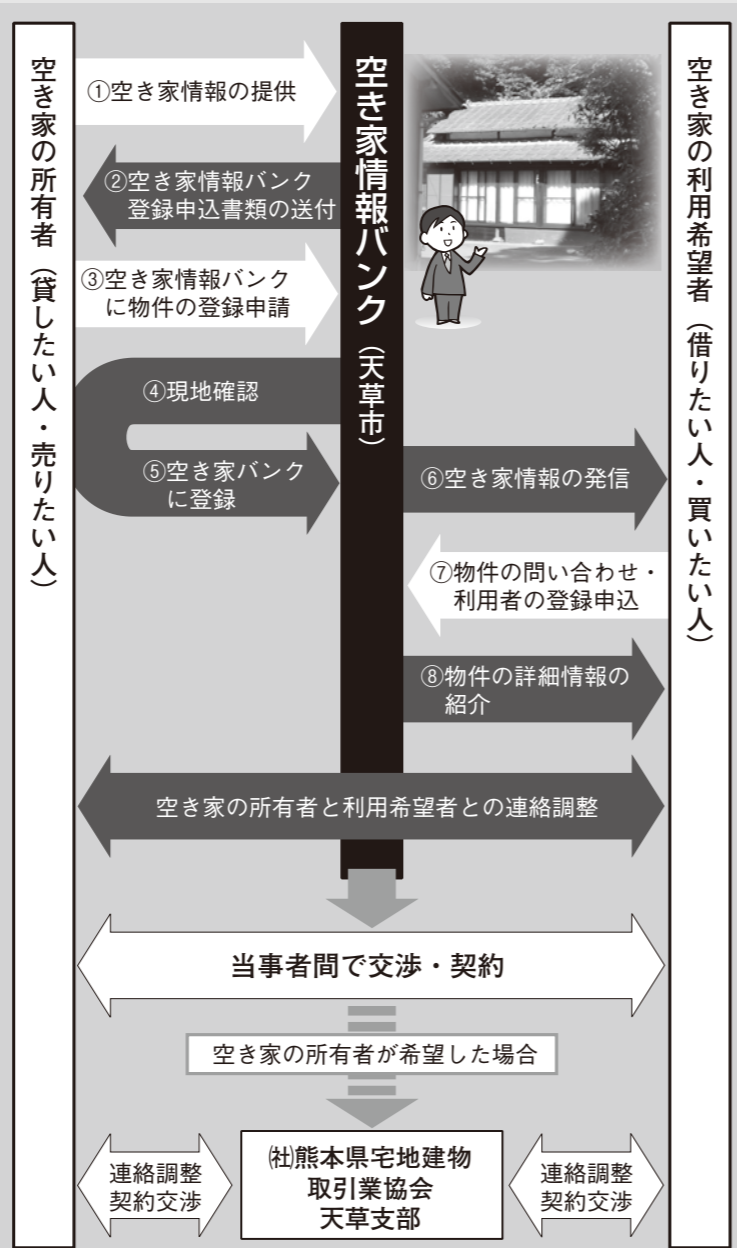 空き家の所有者(貸したい人・売りたい人)
空き家情報バンク(天草市)
空き家の利用希望者(借りたい人・買いたい人)
①空き家情報の提供
②空き家情報バンク
登録申込書類の送付
③空き家情報バンク
に物件の登録申請
④現地確認
⑤空き家バンク
に登録
⑥空き家情報の発信
⑦物件の問い合わせ・
利用者の登録申込
⑧物件の詳細情報の
紹介
空き家の所有者と利用希望者との連絡調整
当事者間で交渉・契約
空き家の所有者が希望した場合
連絡調整
契約交渉
㈳熊本県宅地建物
取引業協会
天草支部
連絡調整
契約交渉